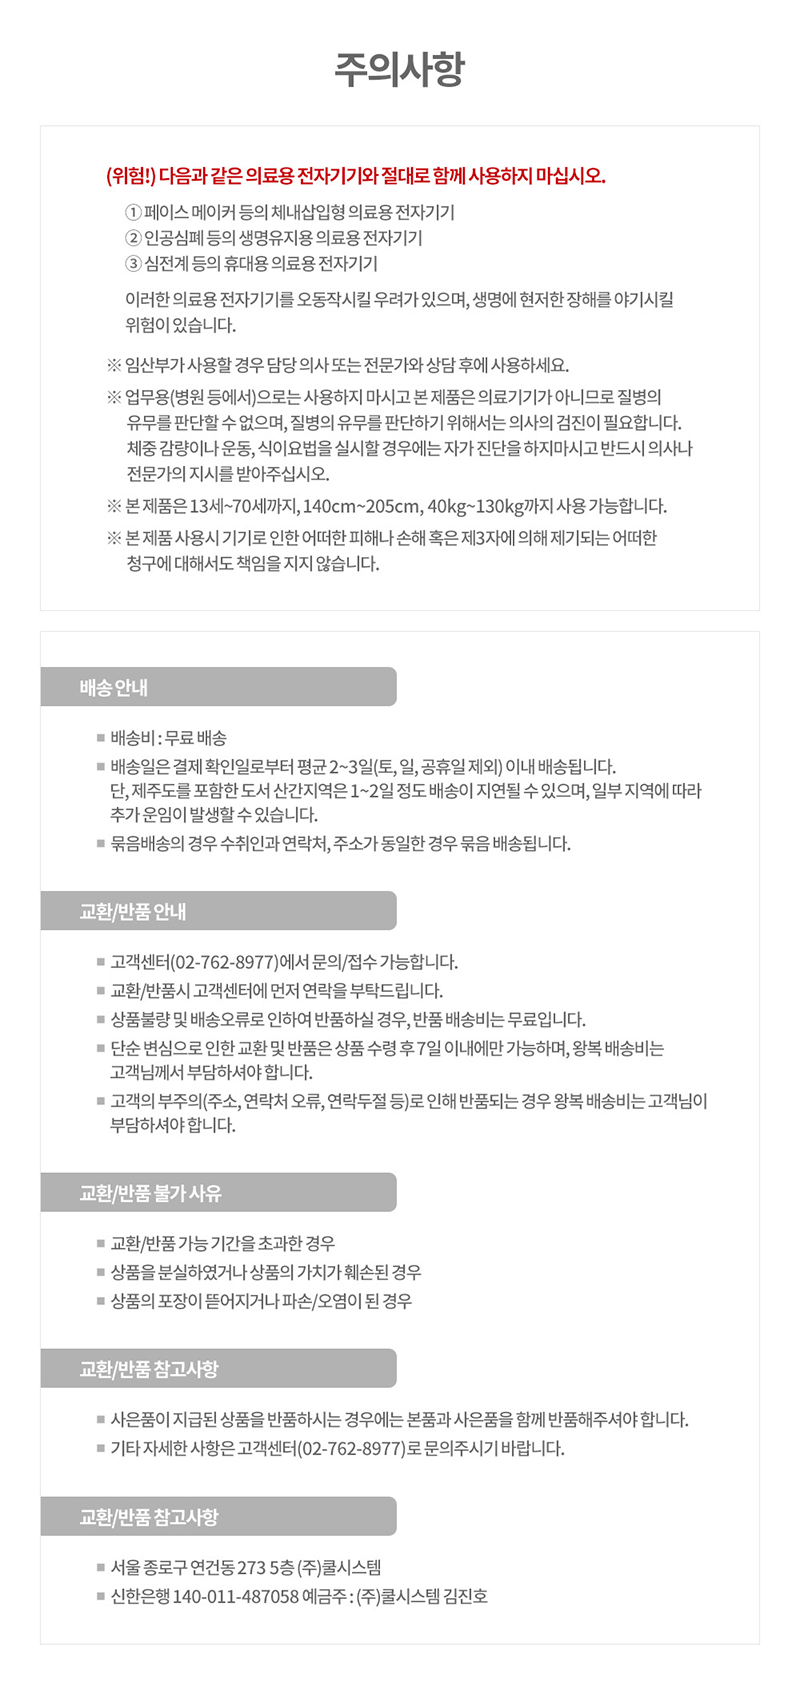 주의사항
(위험!) 다음과 같은 의료용 전자기기와 절대로 함께 사용하지 마십시오.
① 페이스 메이커 등의 체내삽입형 의료용 전자기기
② 인공심폐 등의 생명유지용 의료용 전자기기
③ 심전계 등의 휴대용 의료용 전자기기
이러한 의료용 전자기기를 오동작시킬 우려가 있으며, 생명에 현저한 장해를 야기시킬
위험이 있습니다.
※ 임산부가 사용할 경우 담당 의사 또는 전문가와 상담 후에 사용하세요.
※ 업무용(병원 등에서)으로는 사용하지 마시고 본 제품은 의료기기가 아니므로 질병의
유무를 판단할 수 없으며, 질병의 유무를 판단하기 위해서는 의사의 검진이 필요합니다.
체중 감량이나 운동, 식이요법을 실시할 경우에는 자가 진단을 하지마시고 반드시 의사나
전문가의 지시를 받아주십시오.
※ 본 제품은 13세~70세까지, 140cm~205cm, 40kg~130kg까지 사용 가능합니다.
※ 본 제품 사용시 기기로 인한 어떠한 피해나 손해 혹은 제3자에 의해 제기되는 어떠한
청구에 대해서도 책임을 지지 않습니다.
배송 안내
■ 배송비 : 무료 배송
■ 배송일은 결제 확인일로부터 평균 2~3일(토, 일, 공휴일 제외) 이내 배송됩니다.
단, 제주도를 포함한 도서 산간지역은 1~2일 정도 배송이 지연될 수 있으며, 일부 지역에 따라
추가 운임이 발생할 수 있습니다.
■ 묶음배송의 경우 수취인과 연락처, 주소가 동일한 경우 묶음 배송됩니다.
교환/반품 안내
■ 고객센터(02-762-8977)에서 문의/접수 가능합니다.
■ 교환/반품시 고객센터에 먼저 연락을 부탁드립니다.
■ 상품불량 및 배송오류로 인하여 반품하실 경우, 반품 배송비는 무료입니다.
■ 단순 변심으로 인한 교환 및 반품은 상품 수령 후 7일 이내에만 가능하며, 왕복 배송비는
고객님께서 부담하셔야 합니다.
■ 고객의 부주의(주소, 연락처 오류, 연락두절 등)로 인해 반품되는 경우 왕복 배송비는 고객님이
부담하셔야 합니다.
교환/반품 불가 사유
■ 교환/반품 가능 기간을 초과한 경우
■ 상품을 분실하였거나 상품의 가치가 훼손된 경우
■ 상품의 포장이 뜯어지거나 파손/오염이 된 경우
교환/반품 참고사항
■ 사은품이 지급된 상품을 반품하시는 경우에는 본품과 사은품을 함께 반품해주셔야 합니다.
■ 기타 자세한 사항은 고객센터(02-762-8977)로 문의주시기 바랍니다.
교환/반품 참고사항
■ 서울 종로구 연건동 273 5층 (주)쿨시스템
■ 신한은행 140-011-487058 예금주 : (주)쿨시스템 김진호